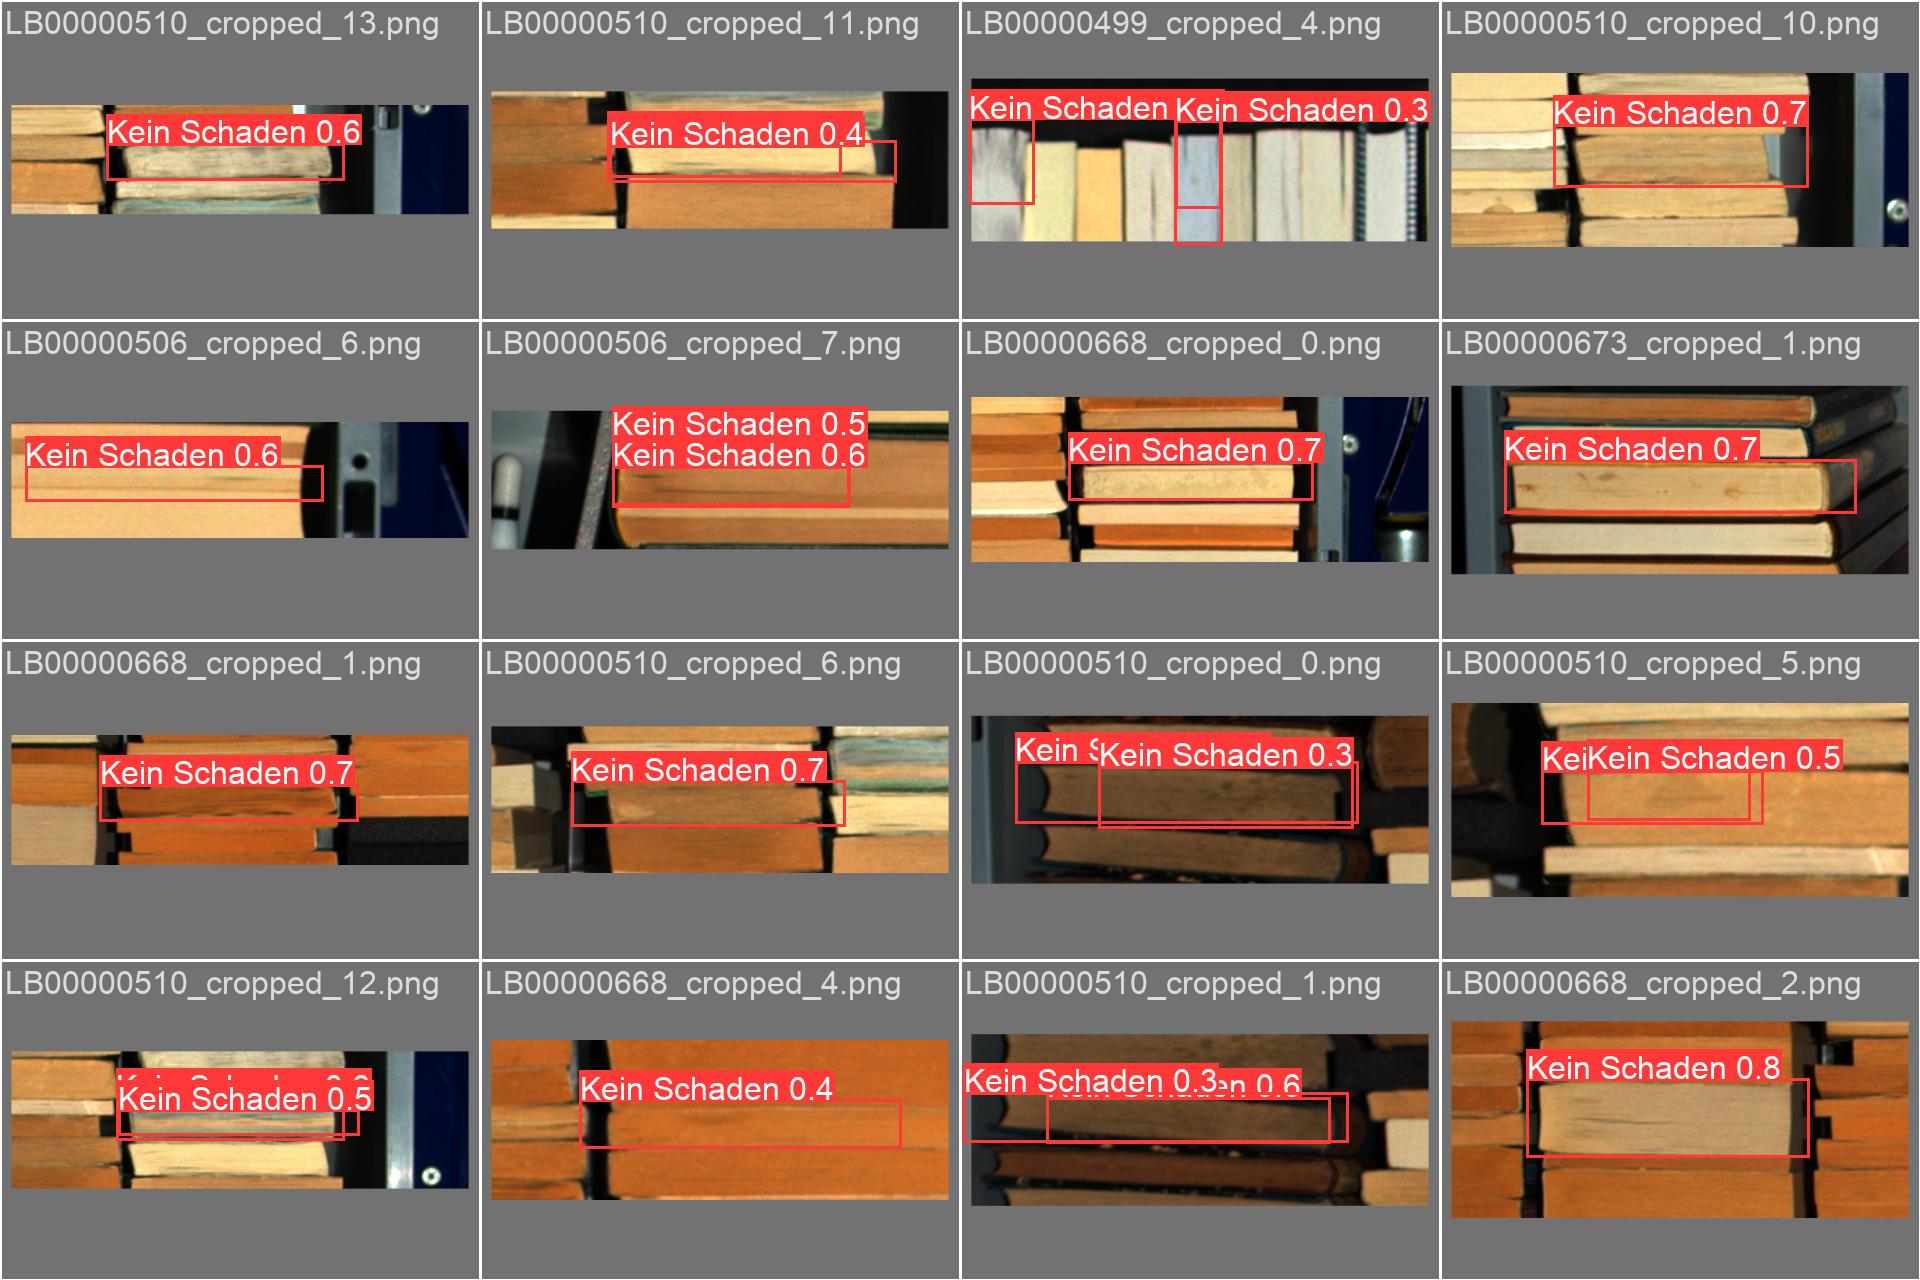 LB00000510_cropped_13.png
Kein Schaden 0.6
LB00000510_cropped_11.png
Kein Schaden 0.4
LB00000499_cropped_4.png
Kein Schaden
Kein Schaden 0.3
LB00000510_cropped_10.png
Kein Schaden 0.7
LB00000506_cropped_6.png
Kein Schaden 0.6
LB00000506_cropped_7.png
Kein Schaden 0.5
Kein Schaden 0.6
LB00000668_cropped_0.png
Kein Schaden 0.7
LB00000673_cropped_1.png
Kein Schaden 0.7
LB00000668_cropped_1.png
Kein Schaden 0.7
LB00000510_cropped_6.png
Kein Schaden 0.7
LB00000510_cropped_0.png
Kein
Kein Schaden 0.3
LB00000510_cropped_5.png
Kein Schaden 0.5
LB00000510_cropped_12.png
Kein Schaden 0.5
LB00000668_cropped_4.png
Kein Schaden 0.4
LB00000510_cropped_1.png
Kein Schaden 0.3
0.6
LB00000668_cropped_2.png
Kein Schaden 0.8